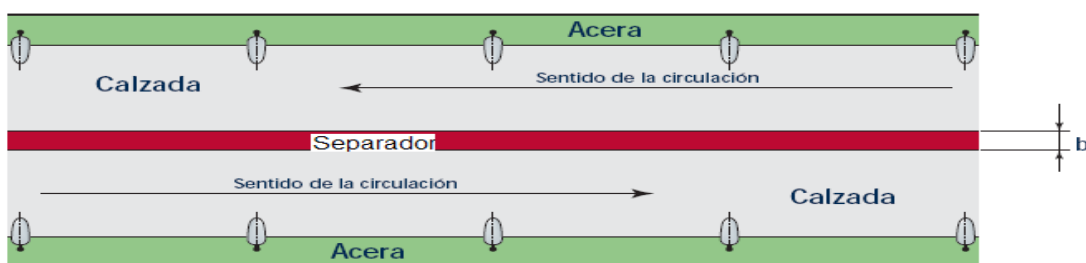 Acera
Calzada
Sentido de la circulación
Separador
b
Sentido de la circulación
Calzada
Acera